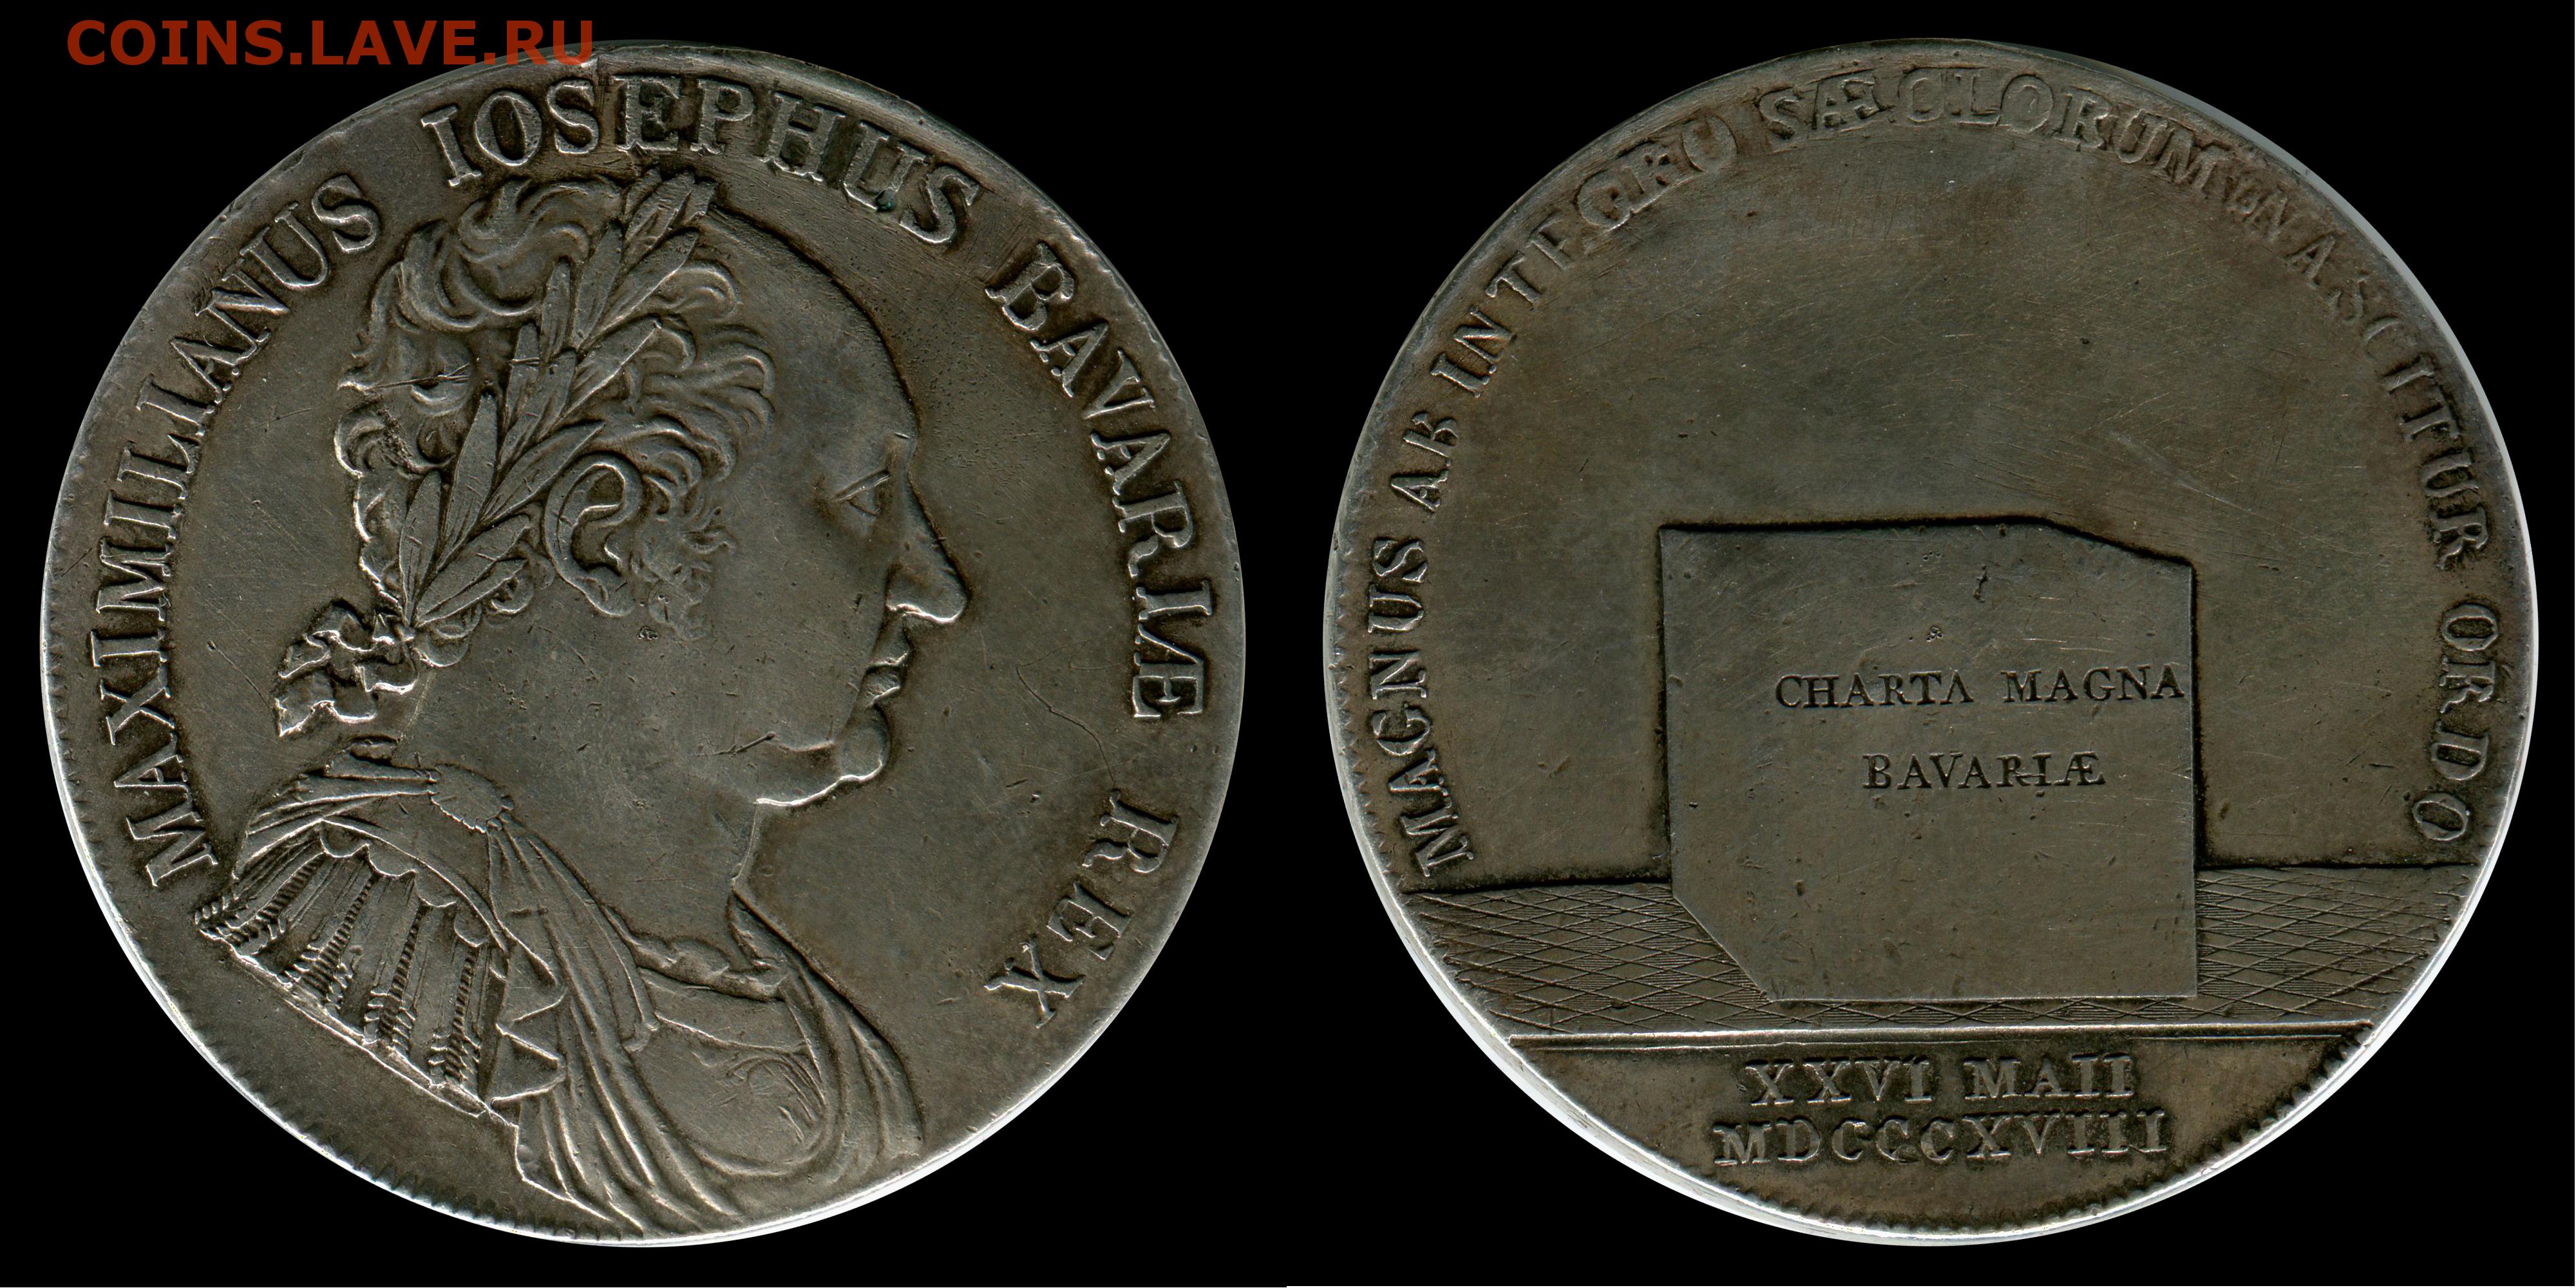 COINS.LAVE.RU
MAXIMILIANUS IOSEPHUS BAVARIÆ REX
MAGNUS AB INTEGRO SÆCLORUM NASCITUR ORDO
CHARTA MAGNA
BAVARIÆ
XXVI MAII
MDCCCXVIII